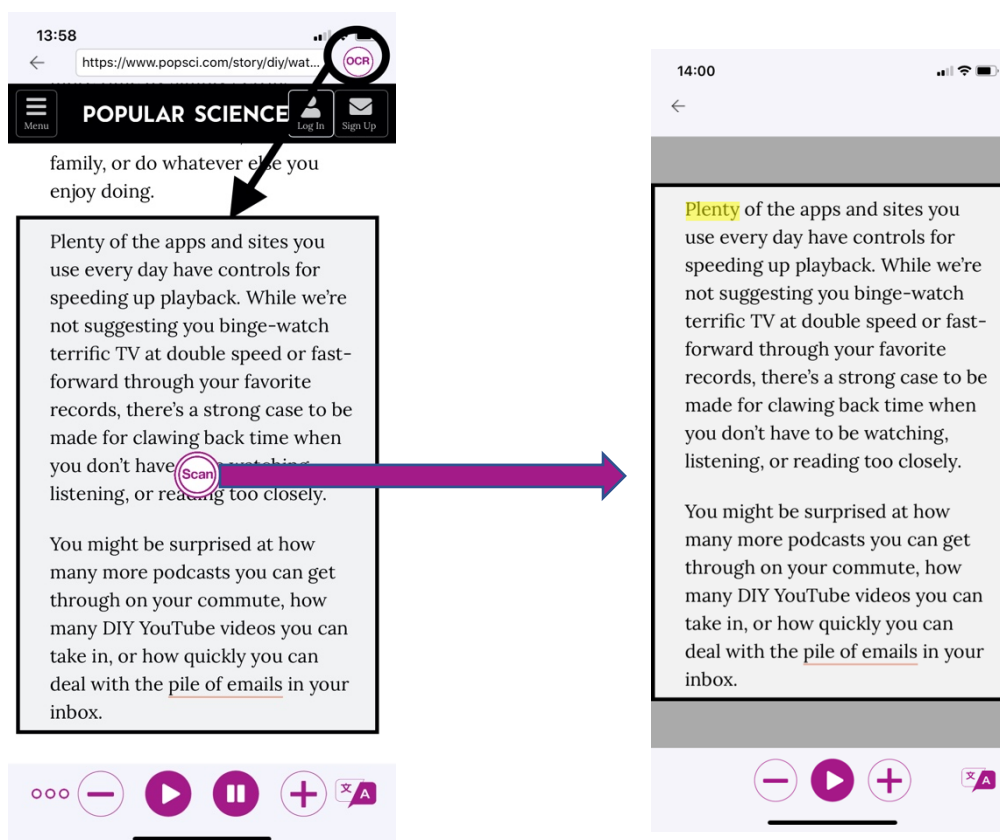 13:58
https://www.popsci.com/story/diy/wat...
OCR
Menu
POPULAR SCIENCE
Log In
Sign Up
family, or do whatever else you
enjoy doing.
Plenty of the apps and sites you
use every day have controls for
speeding up playback. While we're
not suggesting you binge-watch
terrific TV at double speed or fast-
forward through your favorite
records, there's a strong case to be
made for clawing back time when
you don't have watching,
Scan
listening, or reading too closely.
You might be surprised at how
many more podcasts you can get
through on your commute, how
many DIY YouTube videos you can
take in, or how quickly you can
deal with the pile of emails in your
inbox.
文 A
14:00
Plenty of the apps and sites you
use every day have controls for
speeding up playback. While we're
not suggesting you binge-watch
terrific TV at double speed or fast-
forward through your favorite
records, there's a strong case to be
made for clawing back time when
you don't have to be watching,
listening, or reading too closely.
You might be surprised at how
many more podcasts you can get
through on your commute, how
many DIY YouTube videos you can
take in, or how quickly you can
deal with the pile of emails in your
inbox.
文 A